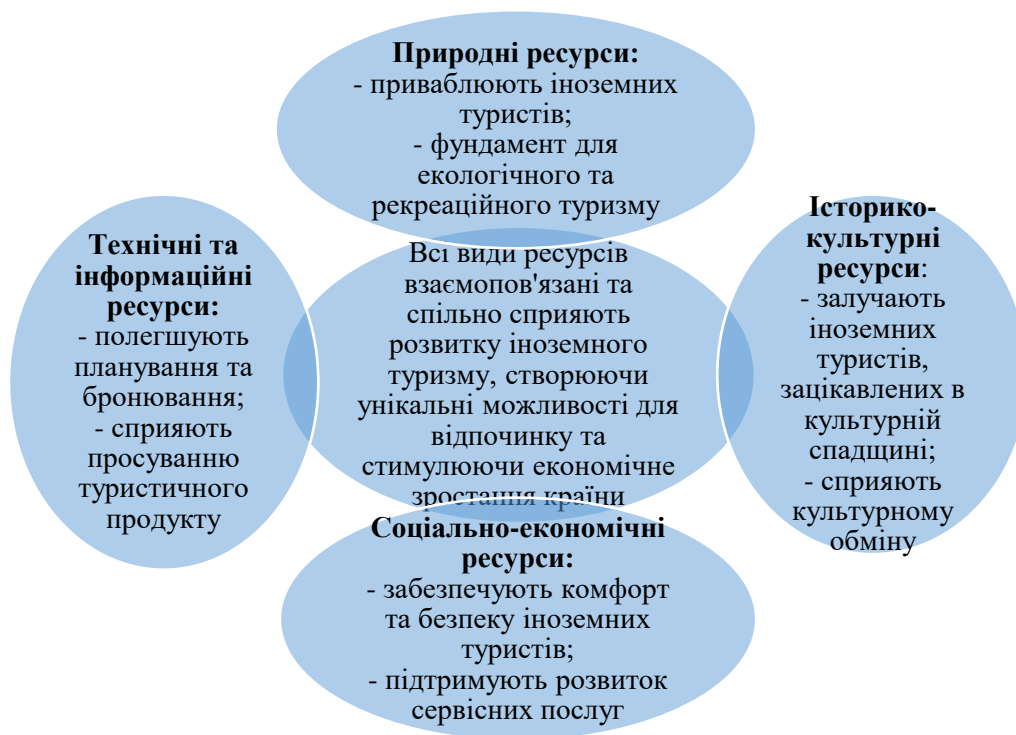 Природні ресурси:
- приваблюють іноземних
туристів;
- фундамент для
екологічного та
рекреаційного туризму
Технічні та
інформаційні
ресурси:
- полегшують
планування та
бронювання;
- сприяють
просуванню
туристичного
продукту
Всі види ресурсів
взаємопов'язані та
спільно сприяють
розвитку іноземного
туризму, створюючи
унікальні можливості для
відпочинку та
стимулюючи економічне
зростання країни
Історико-
культурні
ресурси:
- залучають
іноземних
туристів,
зацікавлених в
культурній
спадщині;
- сприяють
культурному
обміну
Соціально-економічні
ресурси:
- забезпечують комфорт
та безпеку іноземних
туристів;
- підтримують розвиток
сервісних послуг